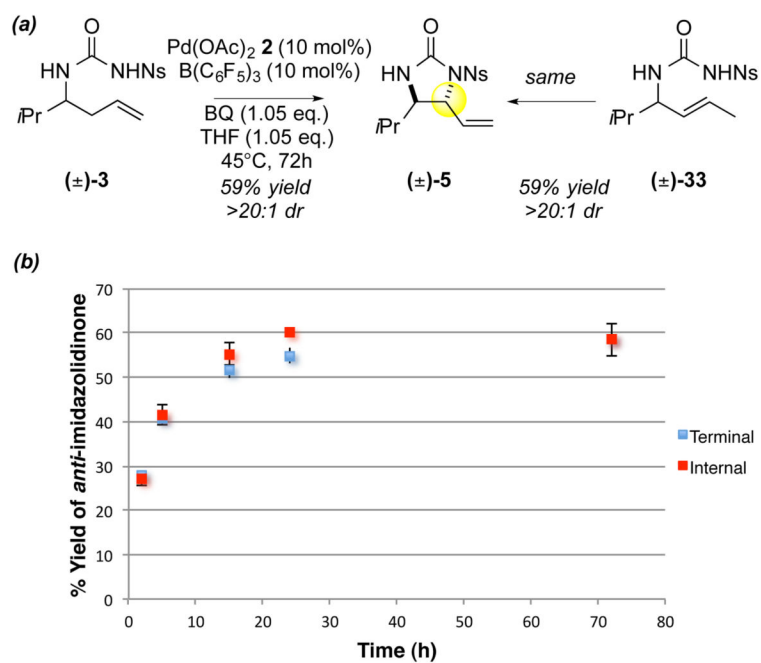 (a)
O
HN
NHNs
iPr
(±)-3
Pd(OAc)2 2 (10 mol%)
B(C6F5)3 (10 mol%)
BQ (1.05 eq.)
THF (1.05 eq.)
45°C, 72h
59% yield
>20:1 dr
O
HN
NNs
iPr
(±)-5
same
59% yield
>20:1 dr
O
HN
NHNs
iPr
(±)-33
(b)
% Yield of anti-imidazolidinone
70
60
50
40
30
20
10
0
0 10 20 30 40 50 60 70 80
Time (h)
Terminal
Internal